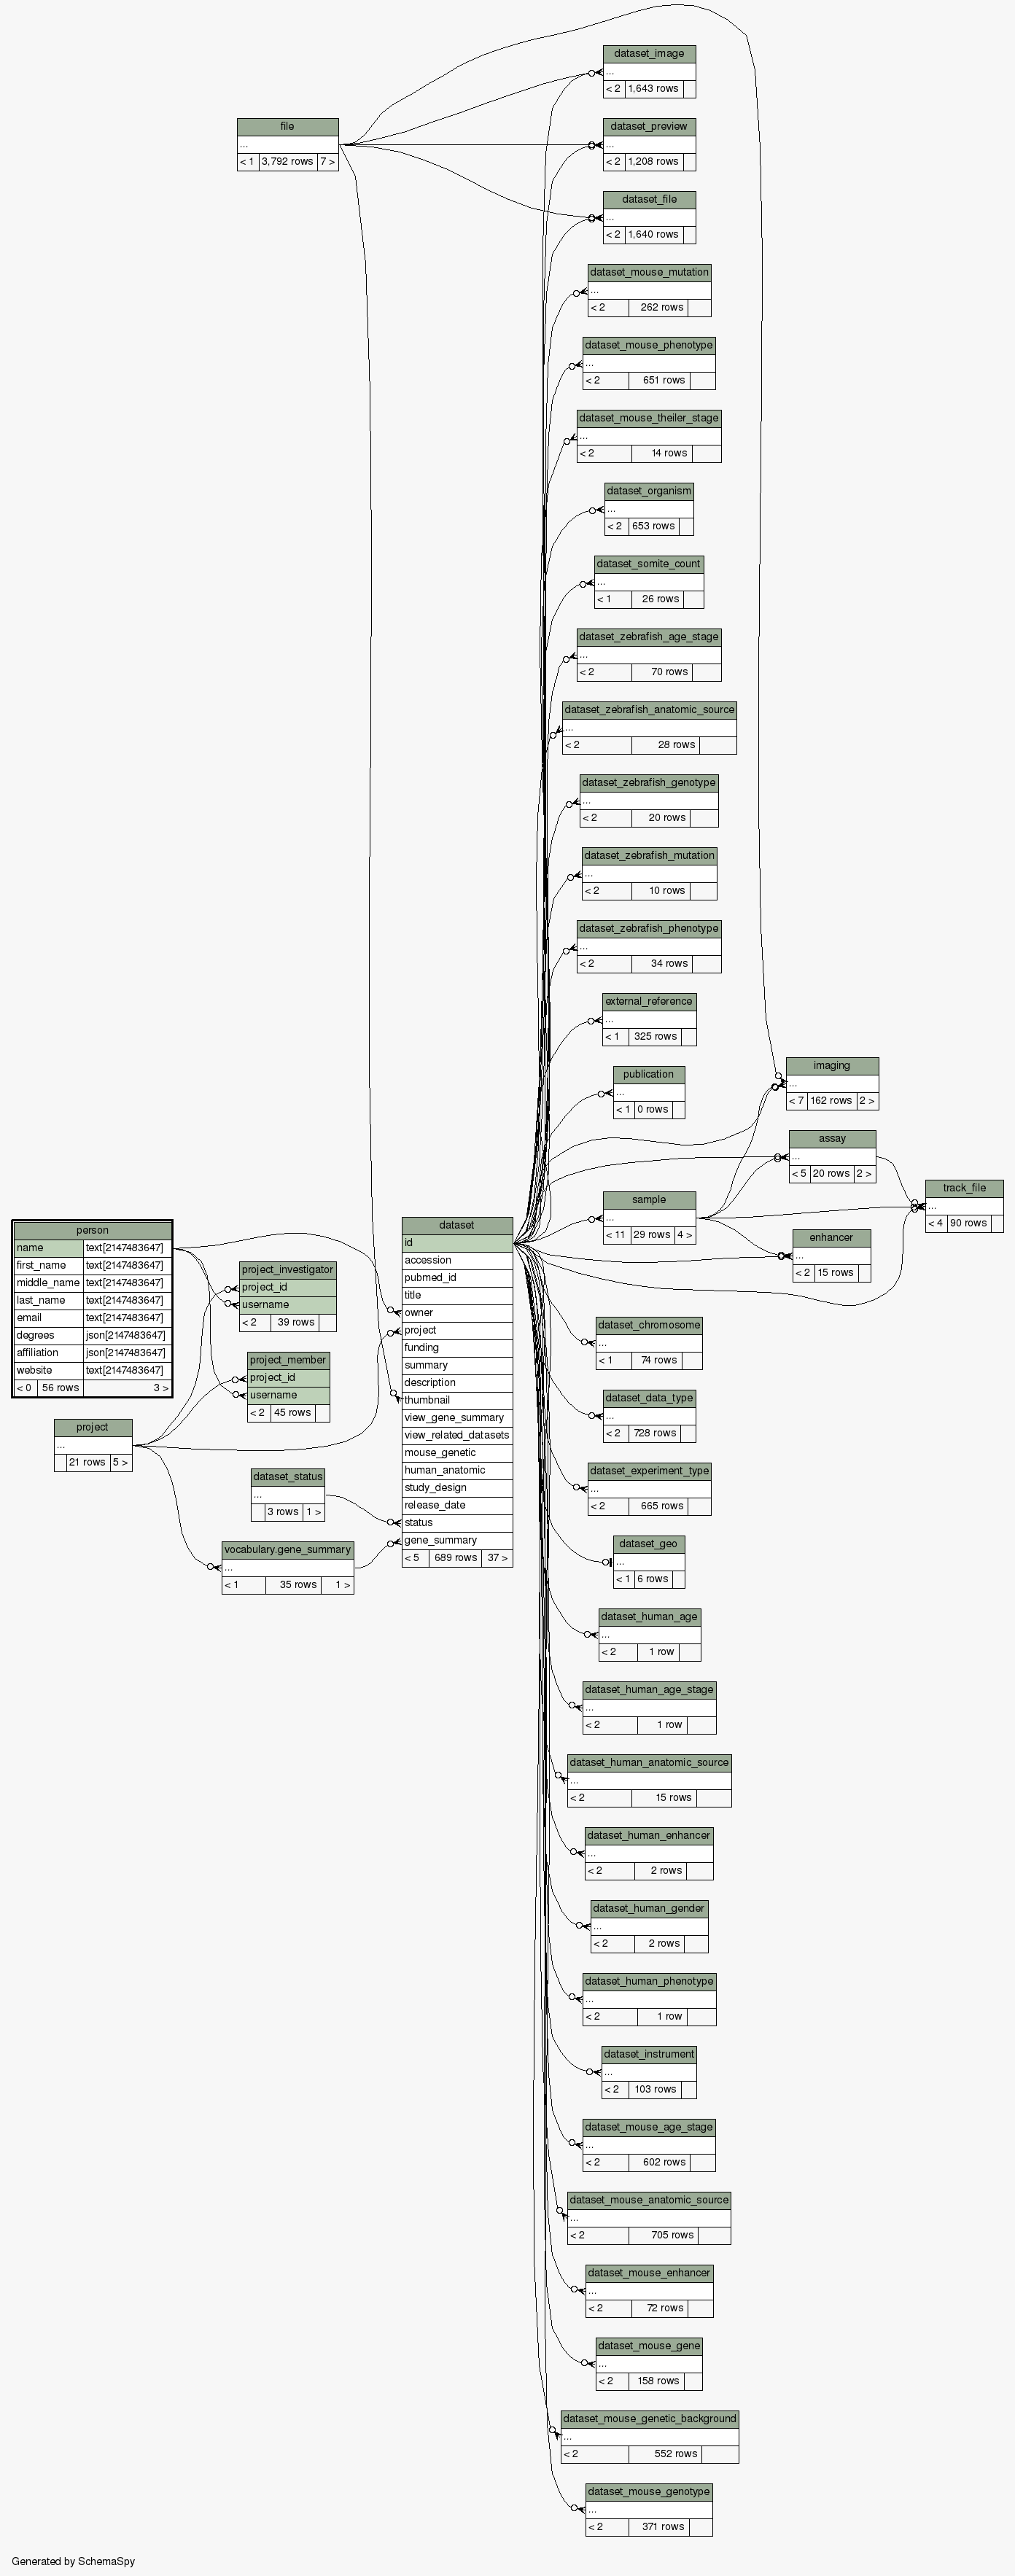 dataset_image
...
< 2 1,643 rows
file
...
< 1 3,792 rows 7 >
dataset_preview
...
< 2 1,208 rows
dataset_file
...
< 2 1,640 rows
dataset_mouse_mutation
...
< 2 262 rows
dataset_mouse_phenotype
...
< 2 651 rows
dataset_mouse_theiler_stage
...
< 2 14 rows
dataset_organism
...
< 2 653 rows
dataset_somite_count
...
< 1 26 rows
dataset_zebrafish_age_stage
...
< 2 70 rows
dataset_zebrafish_anatomic_source
...
< 2 28 rows
dataset_zebrafish_genotype
...
< 2 20 rows
dataset_zebrafish_mutation
...
< 2 10 rows
dataset_zebrafish_phenotype
...
< 2 34 rows
external_reference
...
< 1 325 rows
publication
...
< 1 0 rows
imaging
...
< 7 162 rows 2 >
assay
...
< 5 20 rows 2 >
track_file
...
< 4 90 rows
sample
...
< 11 29 rows 4 >
enhancer
...
< 2 15 rows
person
name text[2147483647]
first_name text[2147483647]
middle_name text[2147483647]
last_name text[2147483647]
email text[2147483647]
degrees json[2147483647]
affiliation json[2147483647]
website text[2147483647]
< 0 56 rows 3 >
project_investigator
project_id
username
< 2 39 rows
project_member
project_id
username
< 2 45 rows
project
...
21 rows 5 >
dataset_status
...
3 rows 1 >
vocabulary.gene_summary
...
< 1 35 rows 1 >
dataset
id
accession
pubmed_id
title
owner
project
funding
summary
description
thumbnail
view_gene_summary
view_related_datasets
mouse_genetic
human_anatomic
study_design
release_date
status
gene_summary
< 5 689 rows 37 >
dataset_chromosome
...
< 1 74 rows
dataset_data_type
...
< 2 728 rows
dataset_experiment_type
...
< 2 665 rows
dataset_geo
...
< 1 6 rows
dataset_human_age
...
< 2 1 row
dataset_human_age_stage
...
< 2 1 row
dataset_human_anatomic_source
...
< 2 15 rows
dataset_human_enhancer
...
< 2 2 rows
dataset_human_gender
...
< 2 2 rows
dataset_human_phenotype
...
< 2 1 row
dataset_instrument
...
< 2 103 rows
dataset_mouse_age_stage
...
< 2 602 rows
dataset_mouse_anatomic_source
...
< 2 705 rows
dataset_mouse_enhancer
...
< 2 72 rows
dataset_mouse_gene
...
< 2 158 rows
dataset_mouse_genetic_background
...
< 2 552 rows
dataset_mouse_genotype
...
< 2 371 rows
Generated by SchemaSpy